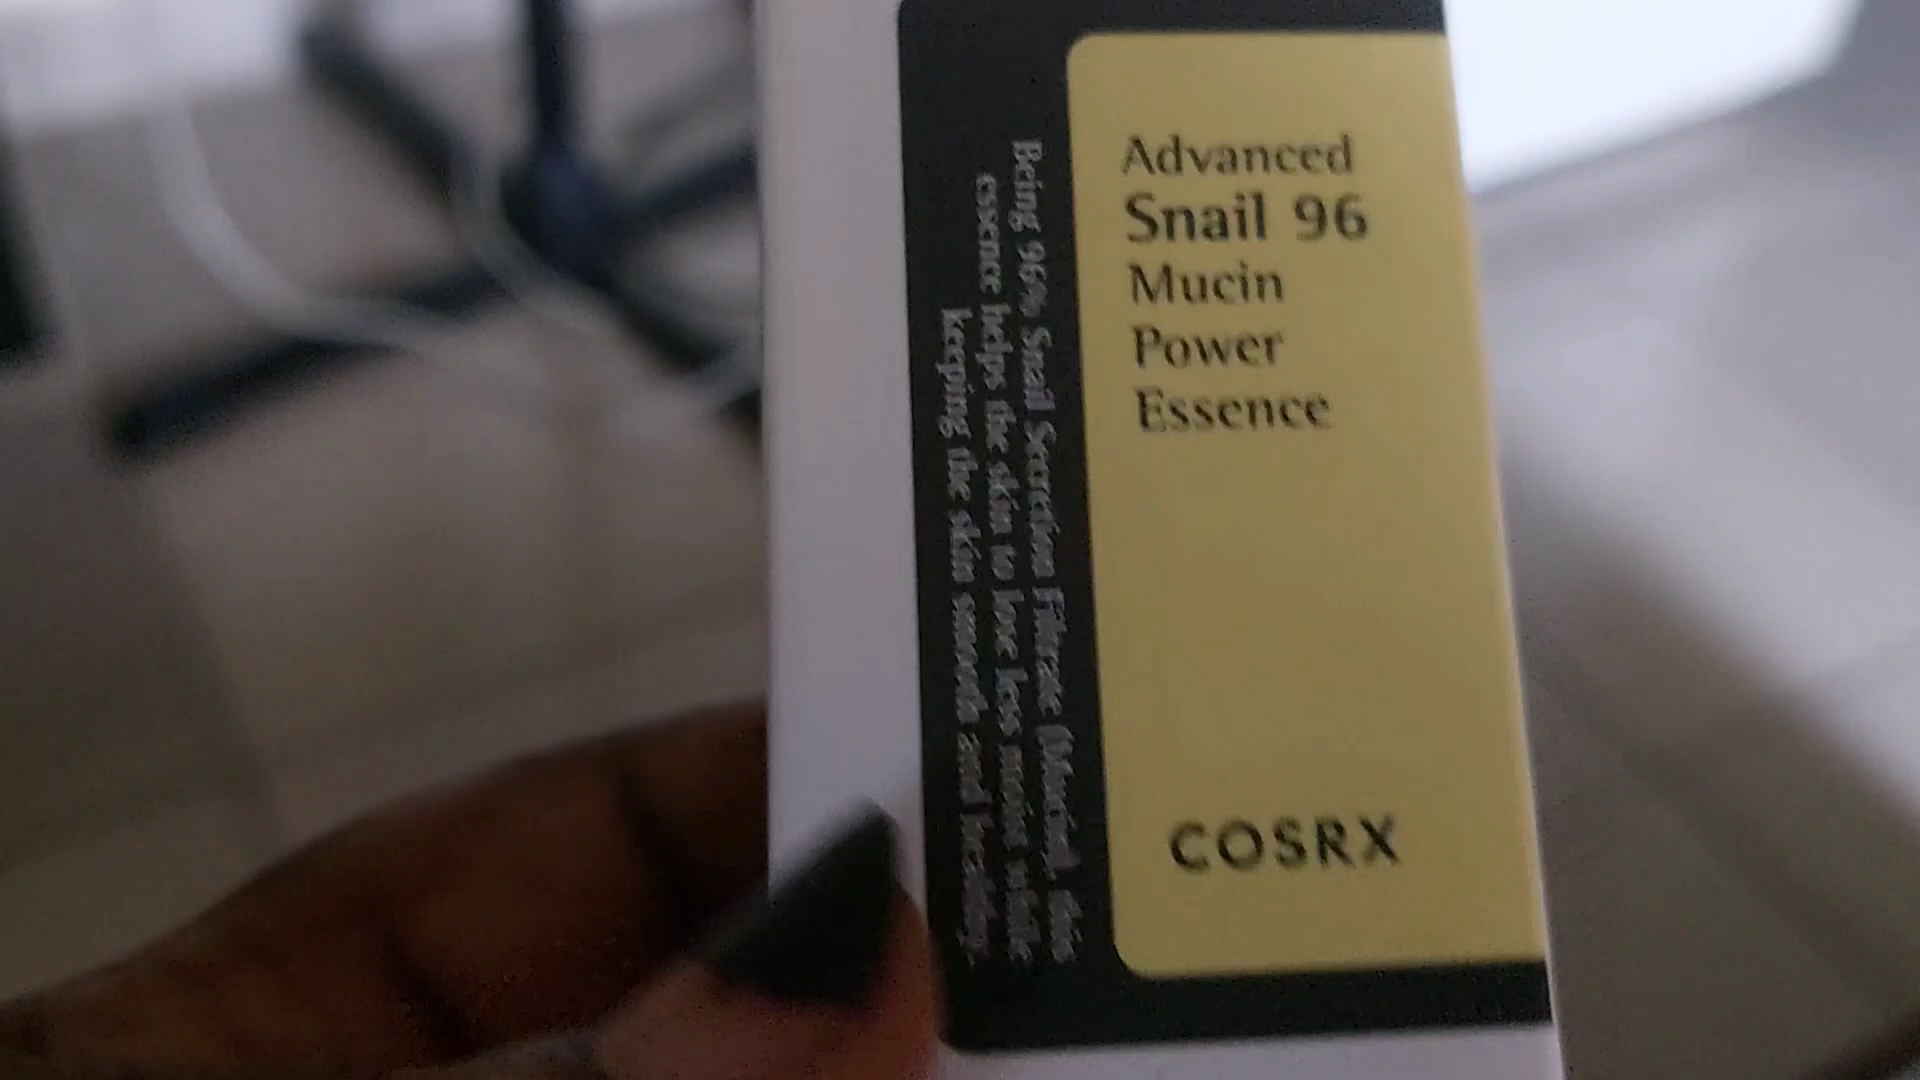 Advanced
Snail 96
Mucin
Power
Essence
COSRX
Being 96% Snail Secretion Filtrate (Mucin), this
essence helps the skin to lose less moist while
keeping the skin smooth and healthy.